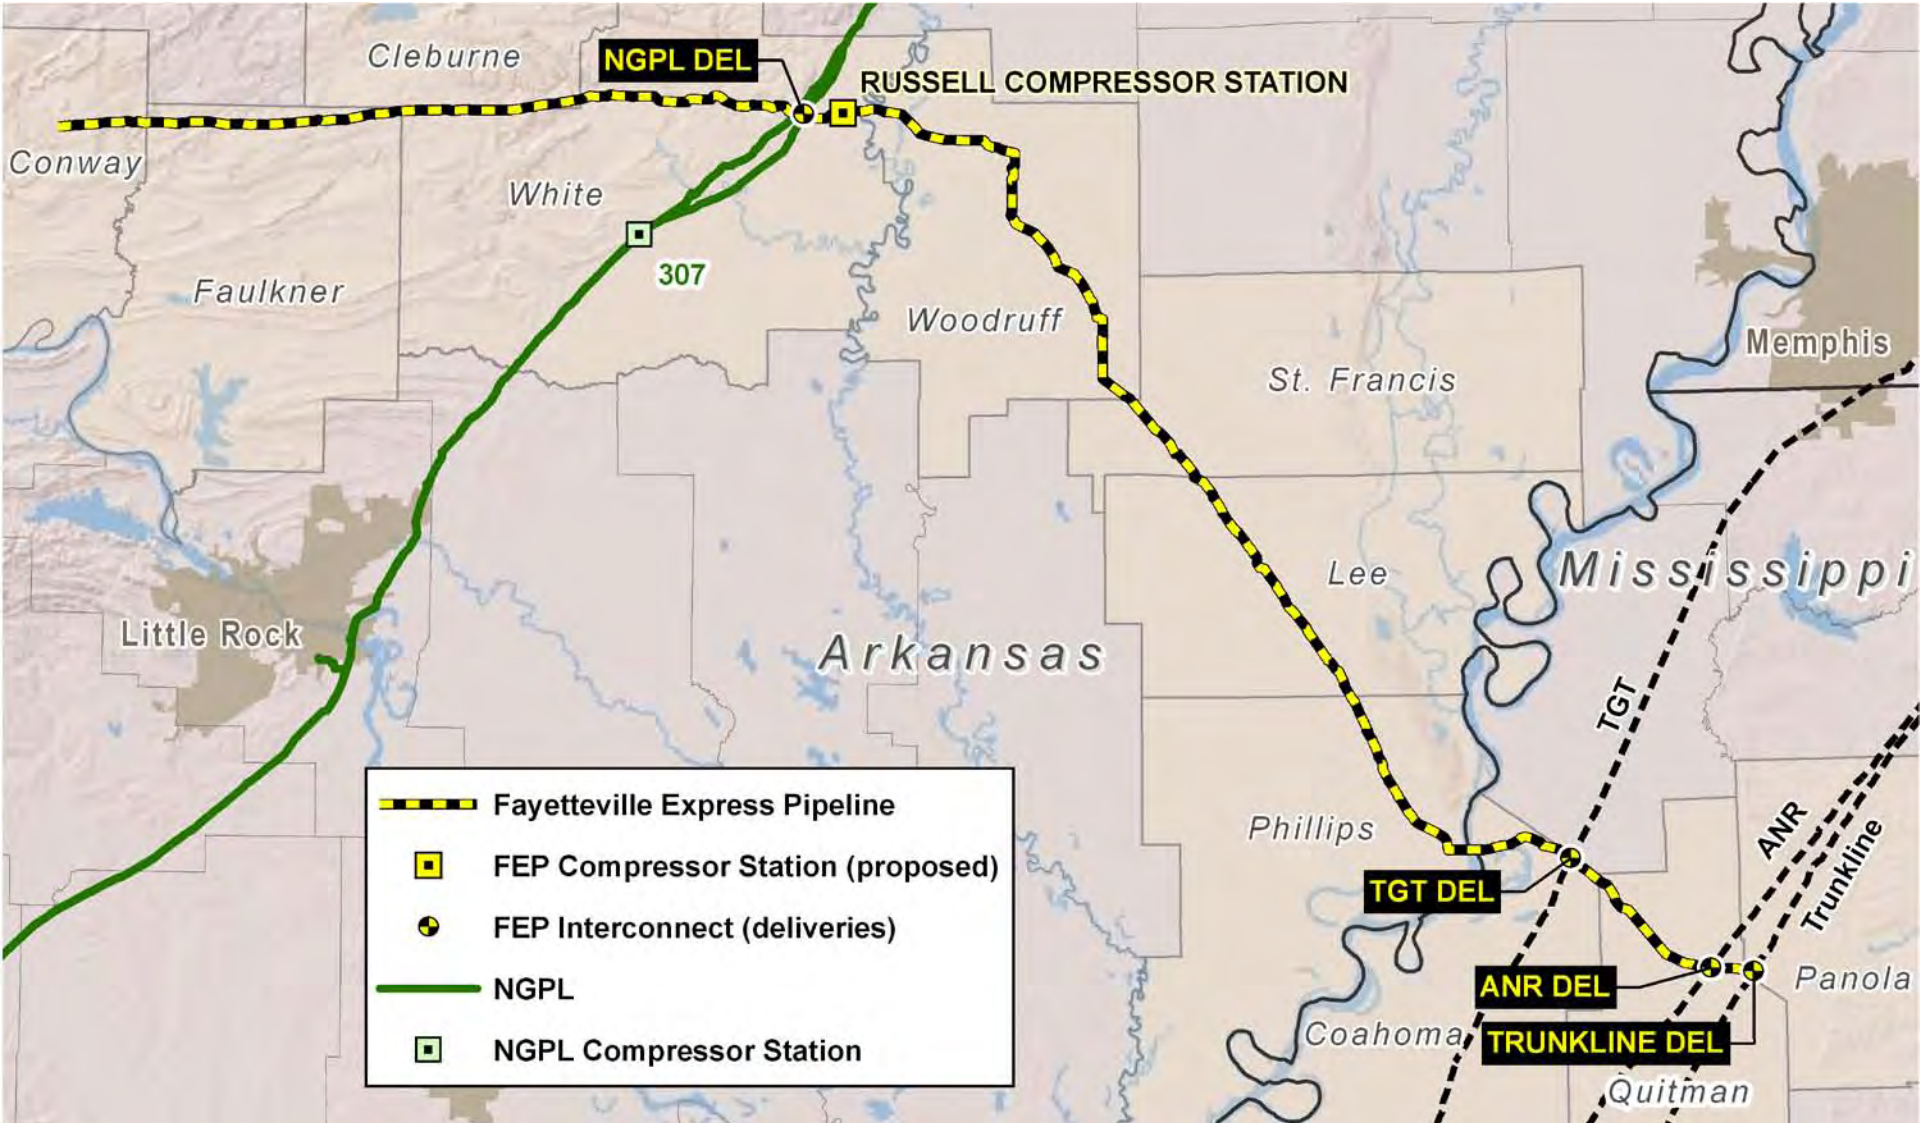 Cleburne
NGPL DEL
RUSSELL COMPRESSOR STATION
Conway
White
307
Faulkner
Woodruff
Memphis
St. Francis
Mississippi
Lee
Little Rock
Arkansas
TGT
Fayetteville Express Pipeline
FEP Compressor Station (proposed)
FEP Interconnect (deliveries)
NGPL
NGPL Compressor Station
Phillips
ANR
Trunkline
TGT DEL
ANR DEL
Panola
Coahoma
TRUNKLINE DEL
Quitman